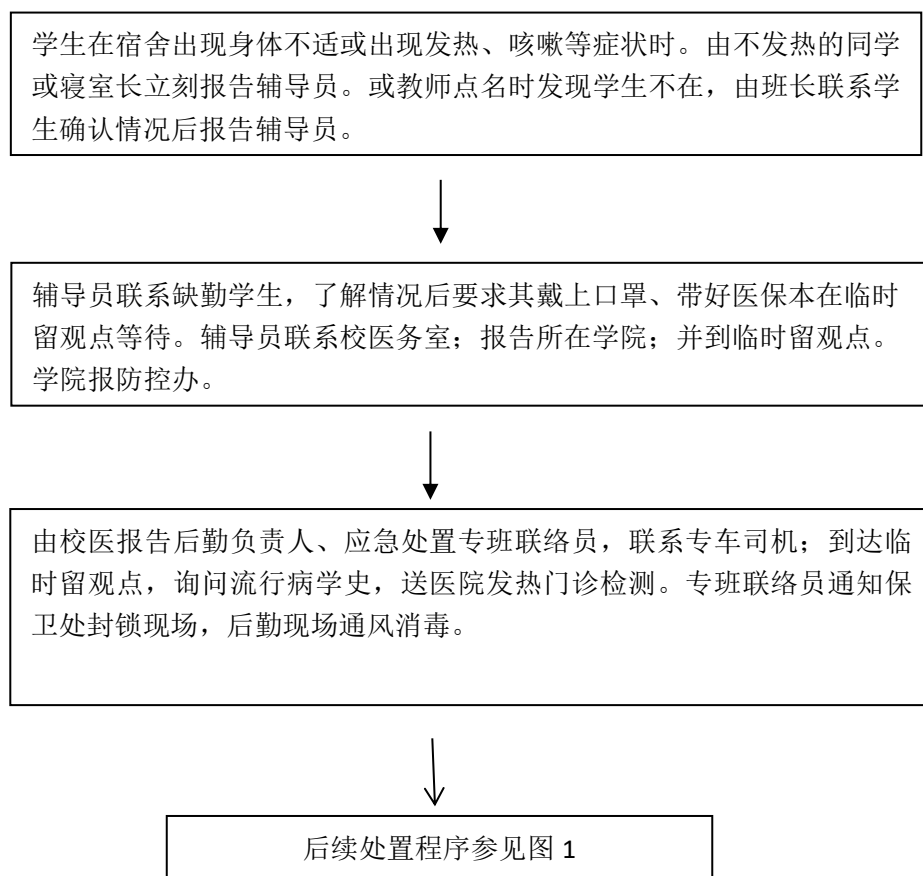 学生在宿舍出现身体不适或出现发热、咳嗽等症状时。由不发热的同学
或寝室长立刻报告辅导员。或教师点名时发现学生不在，由班长联系学
生确认情况后报告辅导员。
辅导员联系缺勤学生，了解情况后要求其戴上口罩、带好医保本在临时
留观点等待。辅导员联系校医务室；报告所在学院；并到临时留观点。
学院报防控办。
由校医报告后勤负责人、应急处置专班联络员，联系专车司机；到达临
时留观点，询问流行病学史，送医院发热门诊检测。专班联络员通知保
卫处封锁现场，后勤现场通风消毒。
后续处置程序参见图 1